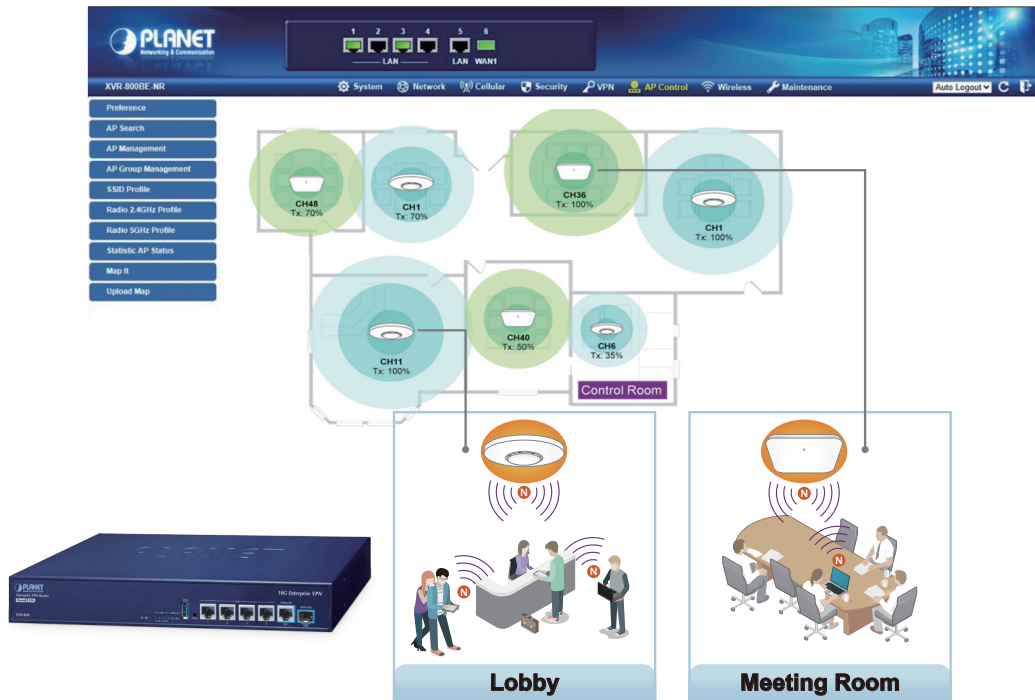 PLANET
Networking & Communication
1 2 3 4 5 6
LAN LAN WAN1
XVR-800BE-NR
System Network Cellular Security VPN AP Control Wireless Maintenance
Auto Logout
Preference
AP Search
AP Management
AP Group Management
SSID Profile
Radio 2.4GHz Profile
Radio 5GHz Profile
Statistic AP Status
Map It
Upload Map
CH48
Tx: 70%
CH1
Tx: 70%
CH36
Tx: 100%
CH1
Tx: 100%
CH11
Tx: 100%
CH40
Tx: 50%
CH6
Tx: 35%
Control Room
N
N
N
N
N
PLANET
Enterprise VPN Router
10G Enterprise VPN
Lobby
Meeting Room